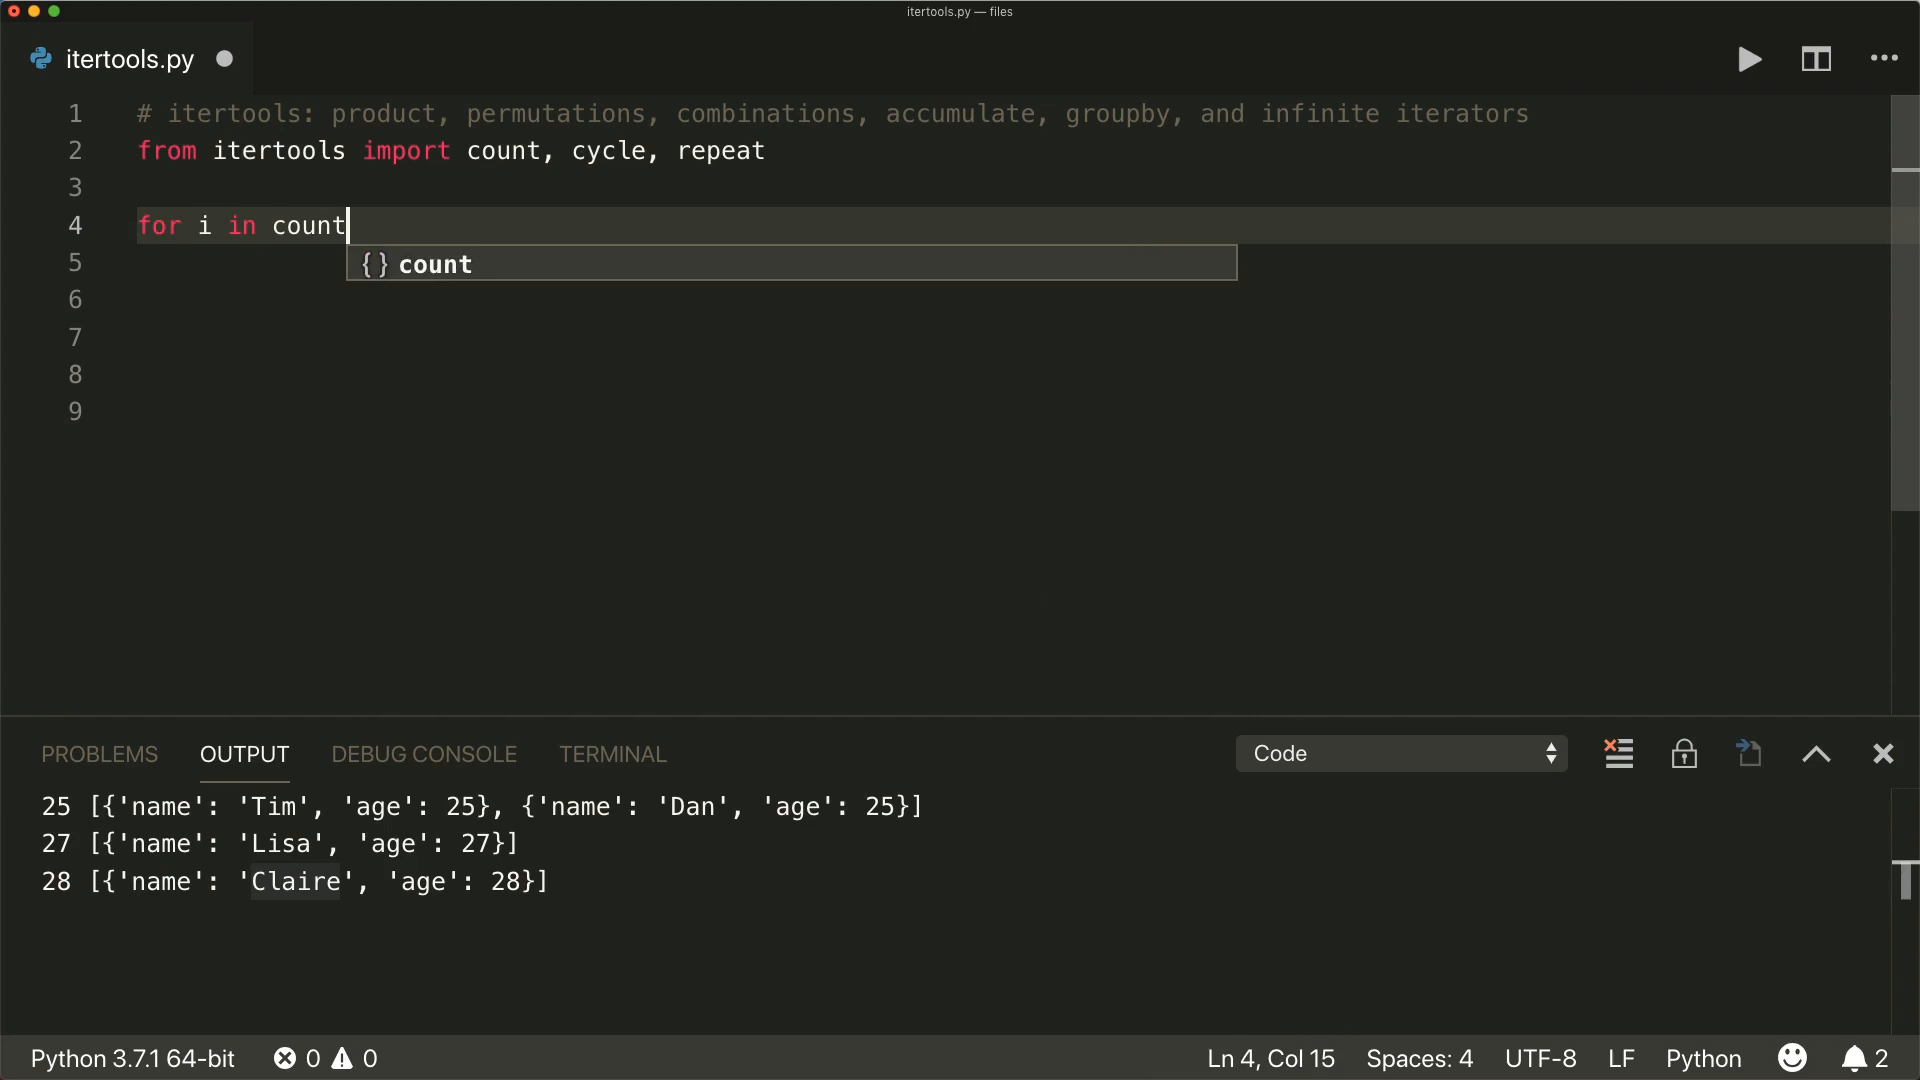 itertools.py — files
itertools.py
1 # itertools: product, permutations, combinations, accumulate, groupby, and infinite iterators
2 from itertools import count, cycle, repeat
3
4 for i in count
5 {} count
6
7
8
9
PROBLEMS OUTPUT DEBUG CONSOLE TERMINAL Code
25 [{'name': 'Tim', 'age': 25}, {'name': 'Dan', 'age': 25}]
27 [{'name': 'Lisa', 'age': 27}]
28 [{'name': 'Claire', 'age': 28}]
Python 3.7.1 64-bit 0 0 Ln 4, Col 15 Spaces: 4 UTF-8 LF Python 2